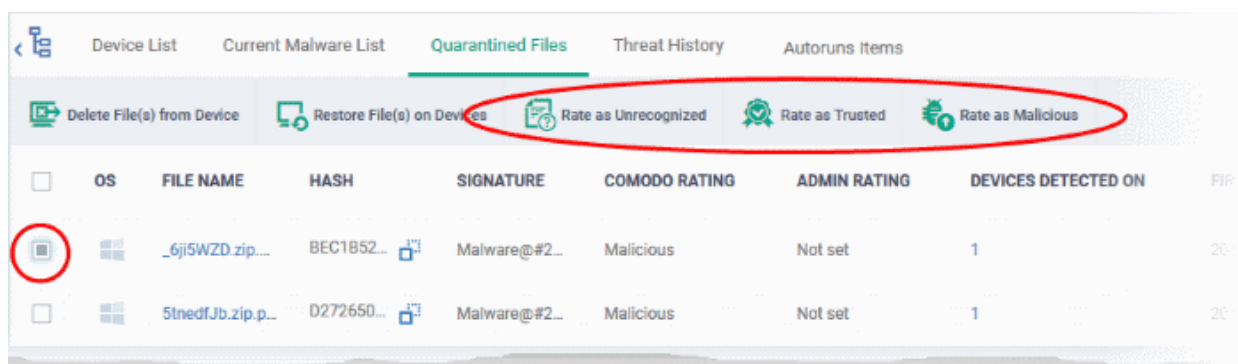 Device List Current Malware List Quarantined Files Threat History Autoruns Items
Delete File(s) from Device Restore File(s) on Devices Rate as Unrecognized Rate as Trusted Rate as Malicious
OS FILE NAME HASH SIGNATURE COMODO RATING ADMIN RATING DEVICES DETECTED ON FIR
_6ji5WZD.zip.... BEC1B52... Malware@#2... Malicious Not set 1 20
5tnedfJb.zip.p... D272650... Malware@#2... Malicious Not set 1 20